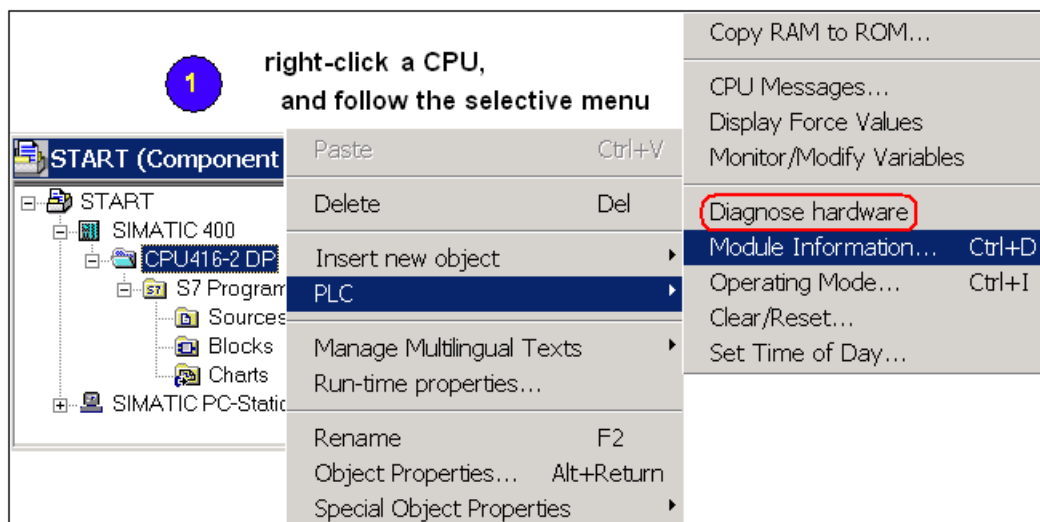 1
right-click a CPU,
and follow the selective menu
START (Component
START
SIMATIC 400
CPU416-2 DP
S7 Program
Sources
Blocks
Charts
SIMATIC PC-Static
Paste Ctrl+V
Delete Del
Insert new object
PLC
Manage Multilingual Texts
Run-time properties...
Rename F2
Object Properties... Alt+Return
Special Object Properties
Copy RAM to ROM...
CPU Messages...
Display Force Values
Monitor/Modify Variables
Diagnose hardware
Module Information... Ctrl+D
Operating Mode... Ctrl+I
Clear/Reset...
Set Time of Day...